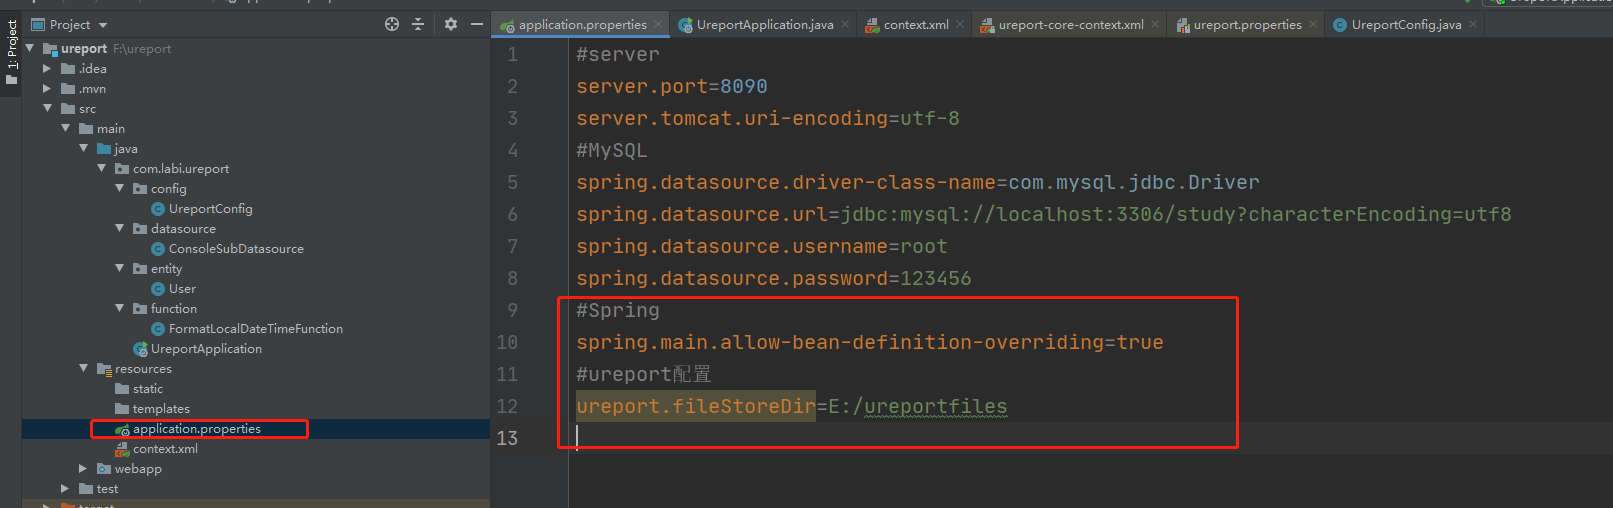 Project
application.properties
UreportApplication.java
context.xml
ureport-core-context.xml
ureport.properties
UreportConfig.java
1: Project
ureport F:\ureport
.idea
.mvn
src
main
java
com.labi.ureport
config
UreportConfig
datasource
ConsoleSubDatasource
entity
User
function
FormatLocalDateTimeFunction
UreportApplication
resources
static
templates
application.properties
context.xml
webapp
test
1 #server
2 server.port=8090
3 server.tomcat.uri-encoding=utf-8
4 #MySQL
5 spring.datasource.driver-class-name=com.mysql.jdbc.Driver
6 spring.datasource.url=jdbc:mysql://localhost:3306/study?characterEncoding=utf8
7 spring.datasource.username=root
8 spring.datasource.password=123456
9 #Spring
10 spring.main.allow-bean-definition-overriding=true
11 #ureport配置
12 ureport.fileStoreDir=E:/ureportfiles
13